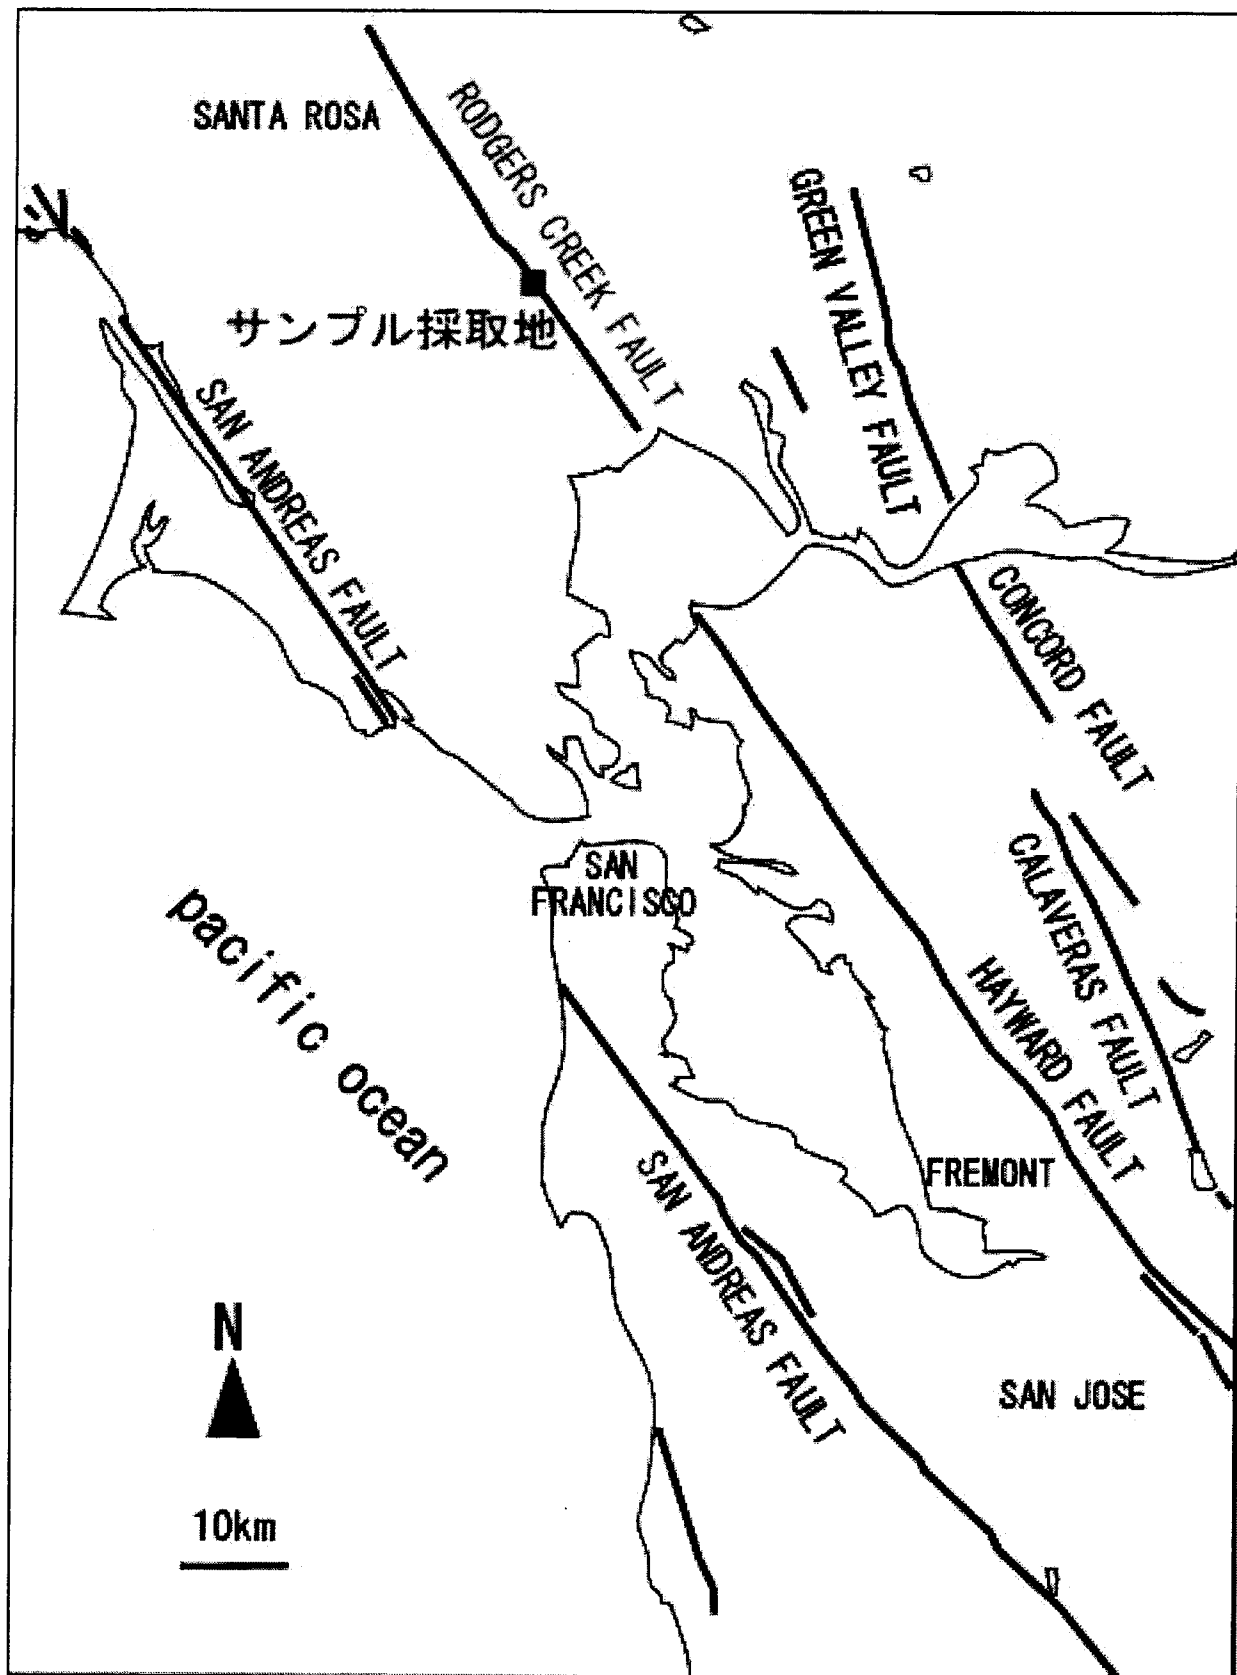 SANTA ROSA
RODGERS CREEK FAULT
GREEN VALLEY FAULT
サンプル採取地
SAN ANDREAS FAULT
CONCORD FAULT
SAN
FRANCISCO
CALAVERAS FAULT
pacific ocean
HAYWARD FAULT
FREMONT
SAN ANDREAS FAULT
N
SAN JOSE
10km